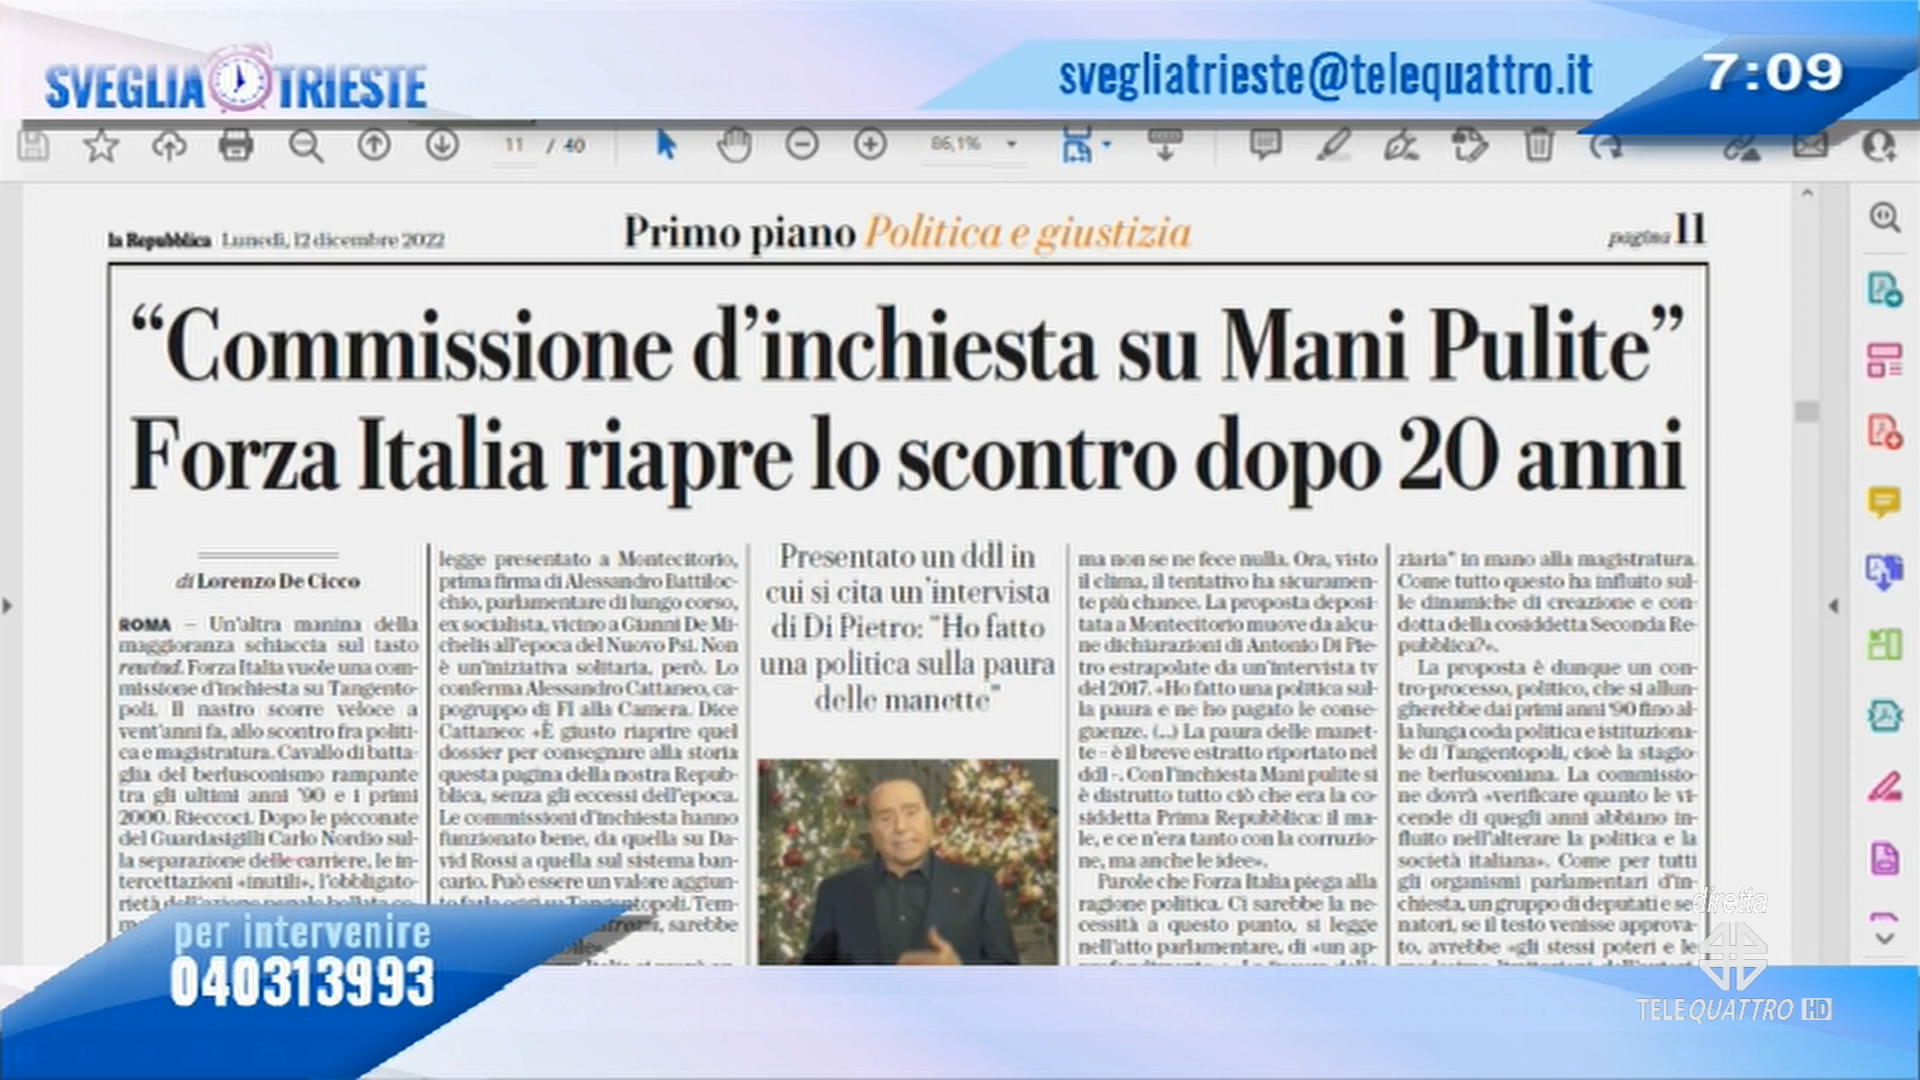 SVEGLIA TRIESTE
svegliatrieste@telequattro.it
7:09
11 / 40
86,1%
la Repubblica Lunedì, 12 dicembre 2022
Primo piano Politica e giustizia
pagina 11
“Commissione d’inchiesta su Mani Pulite”
Forza Italia riapre lo scontro dopo 20 anni
di Lorenzo De Cicco
ROMA – Un'altra manina della
maggioranza schiaccia sul tasto
rewind. Forza Italia vuole una com-
missione d'inchiesta su Tangento-
poli. Il nastro scorre veloce a
vent'anni fa, allo scontro fra politi-
ca e magistratura. Cavallo di batta-
glia del berlusconismo rampante
tra gli ultimi anni '90 e i primi
2000. Rieccoci. Dopo le picconate
del Guardasigilli Carlo Nordio sul-
la separazione delle carriere, le in-
tercettazioni «inutili», l'obbligato-
rietà dell'azione penale
legge presentato a Montecitorio,
prima firma di Alessandro Battiloc-
chio, parlamentare di lungo corso,
ex socialista, vicino a Gianni De Mi-
chelis all'epoca del Nuovo Psi. Non
è un'iniziativa solitaria, però. Lo
conferma Alessandro Cattaneo, ca-
pogruppo di FI alla Camera. Dice
Cattaneo: «È giusto riaprire quel
dossier per consegnare alla storia
questa pagina della nostra Repub-
blica, senza gli eccessi dell'epoca.
Le commissioni d'inchiesta hanno
funzionato bene, da quella su Da-
vid Rossi a quella sul sistema ban-
cario. Può essere un valore aggiun-
to farla oggi su Tangentopoli. Tem-
sarebbe
Presentato un ddl in
cui si cita un'intervista
di Di Pietro: "Ho fatto
una politica sulla paura
delle manette"
ma non se ne fece nulla. Ora, visto
il clima, il tentativo ha sicuramen-
te più chance. La proposta deposi-
tata a Montecitorio muove da alcu-
ne dichiarazioni di Antonio Di Pie-
tro estrapolate da un'intervista tv
del 2017. «Ho fatto una politica sul-
la paura e ne ho pagato le conse-
guenze. (...) La paura delle manet-
te - è il breve estratto riportato nel
ddl -. Con l'inchiesta Mani pulite si
è distrutto tutto ciò che era la co-
siddetta Prima Repubblica: il ma-
le, e ce n'era tanto con la corruzio-
ne, ma anche le idee».
Parole che Forza Italia piega alla
ragione politica. Ci sarebbe la ne-
cessità a questo punto, si legge
nell'atto parlamentare, di «un ap-
ziaria" in mano alla magistratura.
Come tutto questo ha influito sul-
le dinamiche di creazione e con-
dotta della cosiddetta Seconda Re-
pubblica?».
La proposta è dunque un con-
tro-processo, politico, che si allun-
gherebbe dai primi anni '90 fino al-
la lunga coda politica e istituziona-
le di Tangentopoli, cioè la stagio-
ne berlusconiana. La commissio-
ne dovrà «verificare quanto le vi-
cende di quegli anni abbiano in-
fluito nell'alterare la politica e la
società italiana». Come per tutti
gli organismi parlamentari d'in-
chiesta, un gruppo di deputati e se-
natori, se il testo venisse approva-
to, avrebbe «gli stessi poteri e le
per intervenire
040313993
diretta
TELEQUATTRO HD